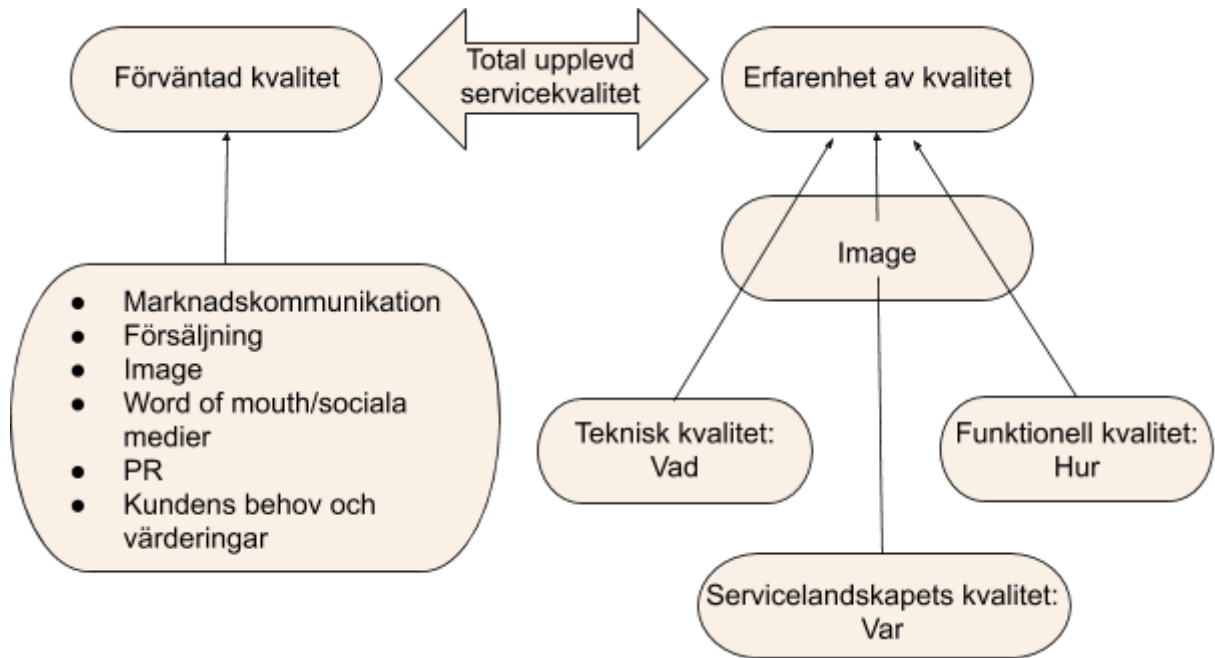 Förväntad kvalitet
Total upplevd
servicekvalitet
Erfarenhet av kvalitet
Image
● Marknadskommunikation
● Försäljning
● Image
● Word of mouth/sociala
medier
● PR
● Kundens behov och
värderingar
Teknisk kvalitet:
Vad
Funktionell kvalitet:
Hur
Servicelandskapets kvalitet:
Var